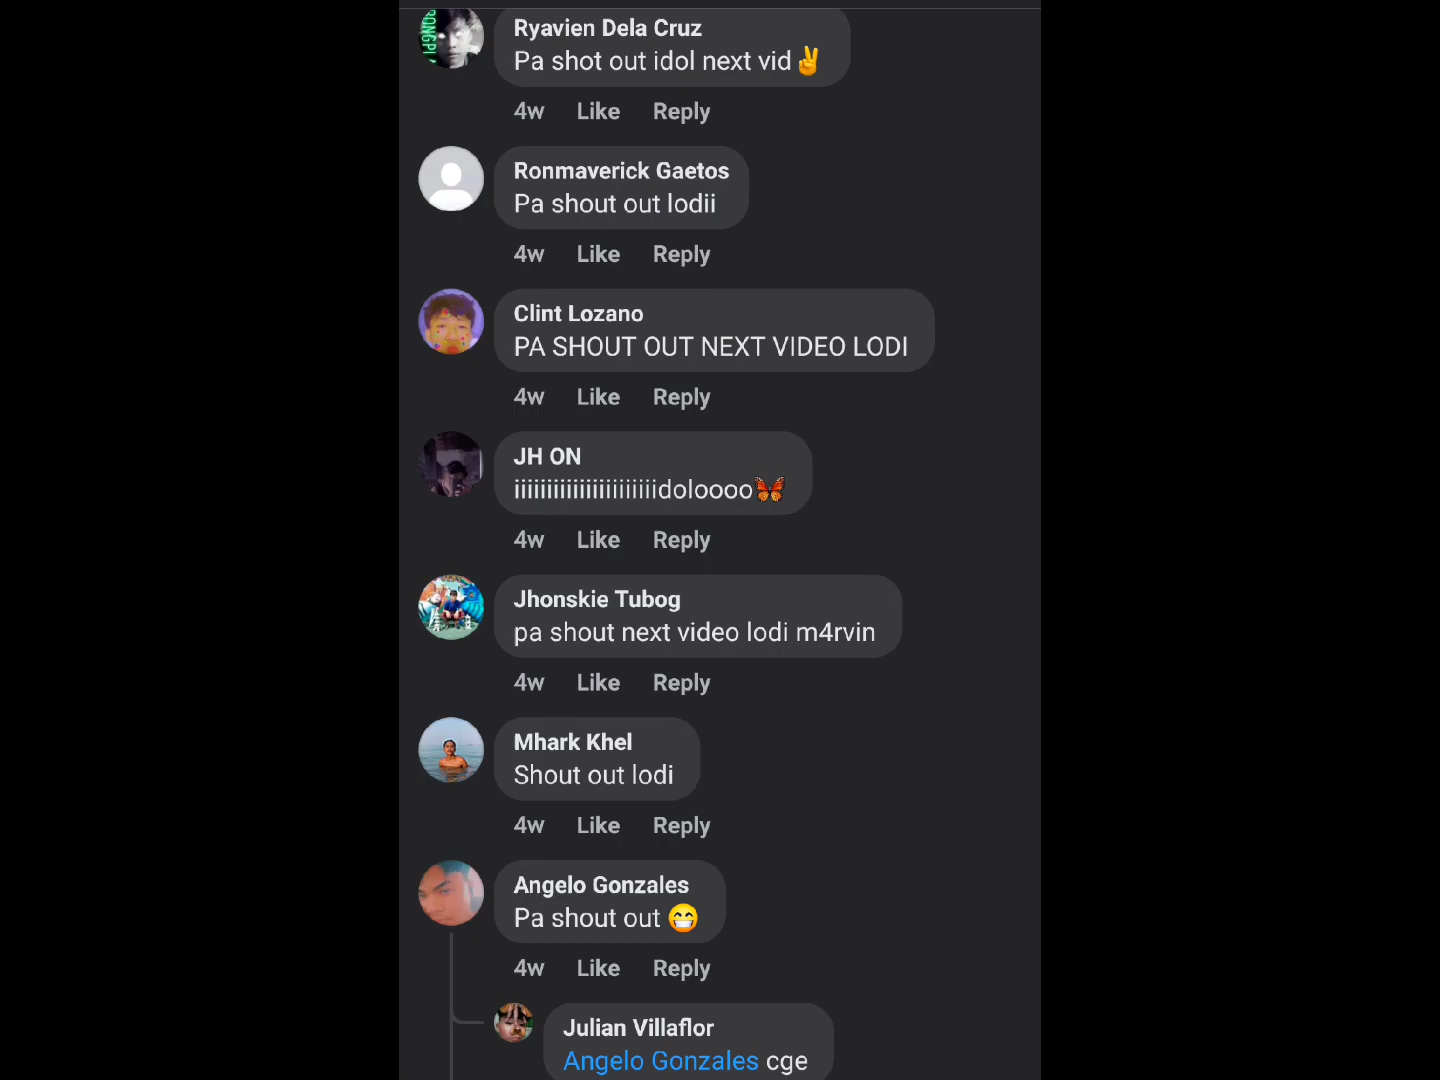 Ryavien Dela Cruz
Pa shot out idol next vid✌
4w Like Reply
Ronmaverick Gaetos
Pa shout out lodii
4w Like Reply
Clint Lozano
PA SHOUT OUT NEXT VIDEO LODI
4w Like Reply
JH ON
iiiiiiiiiiiiiiiiiiiiiidoloooo🦋
4w Like Reply
Jhonskie Tubog
pa shout next video lodi m4rvin
4w Like Reply
Mhark Khel
Shout out lodi
4w Like Reply
Angelo Gonzales
Pa shout out 😁
4w Like Reply
Julian Villaflor
Angelo Gonzales cge